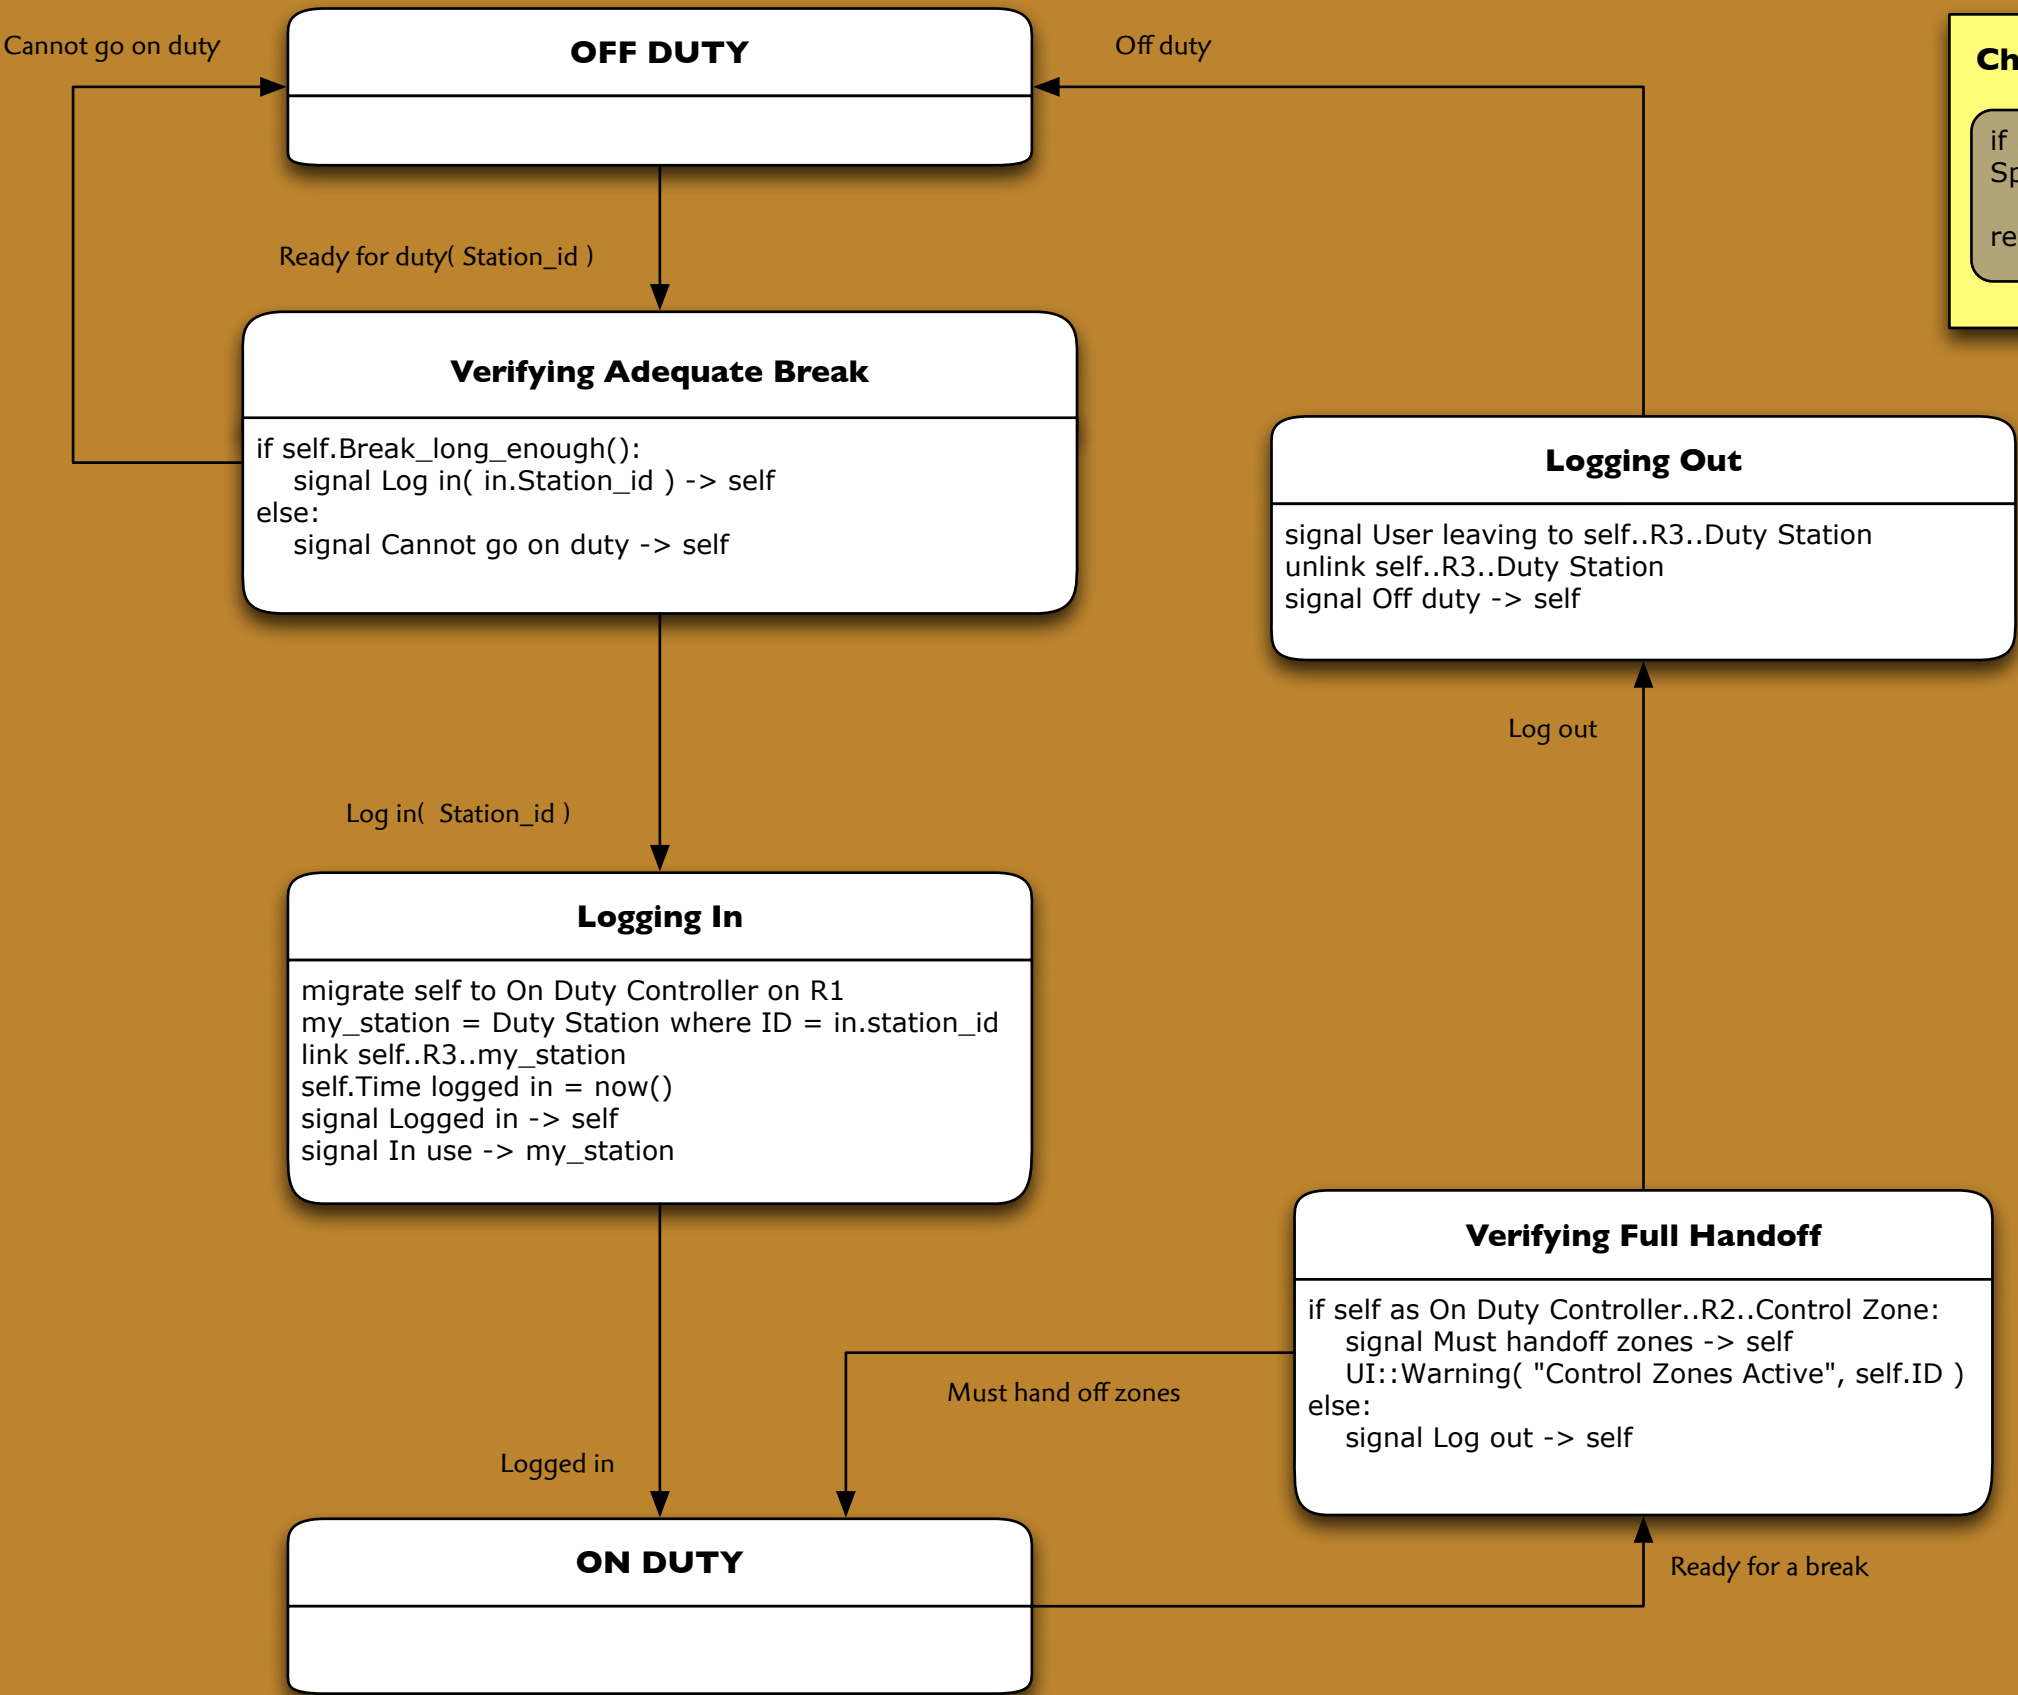 Cannot go on duty
OFF DUTY
Off duty
Ready for duty( Station_id )
Verifying Adequate Break
if self.Break_long_enough():
signal Log in( in.Station_id ) -> self
else:
signal Cannot go on duty -> self
Log in( Station_id )
Logging In
migrate self to On Duty Controller on R1
my_station = Duty Station where ID = in.station_id
link self..R3..my_station
self.Time logged in = now()
signal Logged in -> self
signal In use -> my_station
Logged in
ON DUTY
Must hand off zones
Ready for a break
Verifying Full Handoff
if self as On Duty Controller..R2..Control Zone:
signal Must handoff zones -> self
UI::Warning( "Control Zones Active", self.ID )
else:
signal Log out -> self
Log out
Logging Out
signal User leaving to self..R3..Duty Station
unlink self..R3..Duty Station
signal Off duty -> self
if